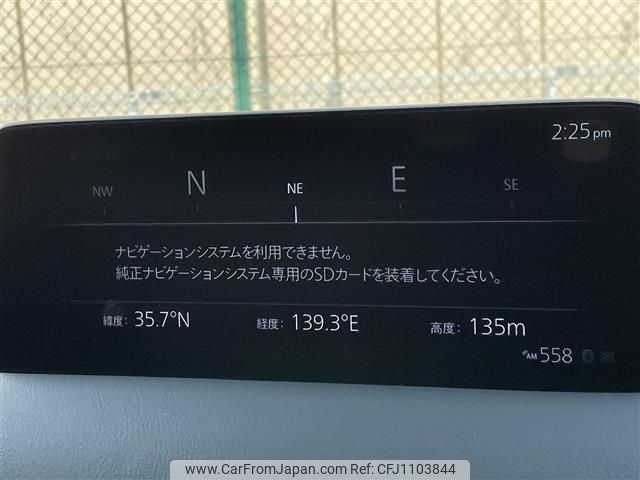 2:25pm
NW N NE E SE
ナビゲーションシステムを利用できません。
純正ナビゲーションシステム専用のSDカードを装着してください。
緯度: 35.7°N 経度: 139.3°E 高度: 135m
AM 558
www.CarFromJapan.com | Ref No.CFJ1103844